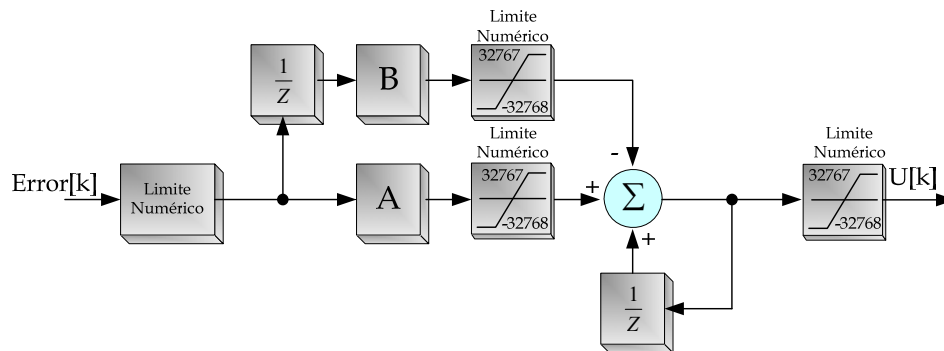 Limite
Numérico
32767
-32768
1
Z
B
-
Limite
Numérico
32767
-32768
Limite
Numérico
32767
-32768
Error[k]
Limite
Numérico
A
+
Σ
U[k]
+
1
Z